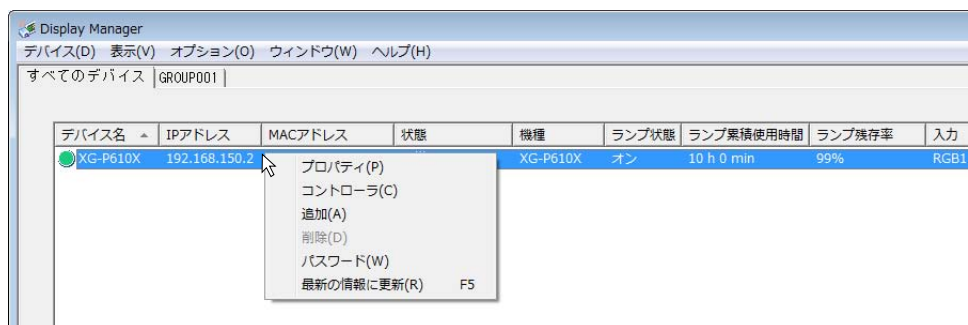 Display Manager
デバイス(D) 表示(V) オプション(O) ウィンドウ(W) ヘルプ(H)
すべてのデバイス GROUP001
デバイス名 IPアドレス MACアドレス 状態 機種 ランプ状態 ランプ累積使用時間 ランプ残存率 入力
XG-P610X 192.168.150.2 XG-P610X オン 10 h 0 min 99% RGB1
プロパティ(P)
コントローラ(C)
追加(A)
削除(D)
パスワード(W)
最新の情報に更新(R) F5